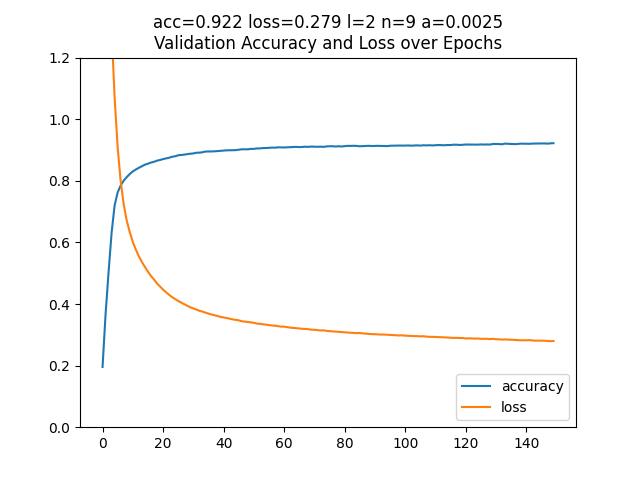 acc=0.922 loss=0.279 l=2 n=9 a=0.0025
Validation Accuracy and Loss over Epochs
1.2
1.0
0.8
0.6
0.4
0.2
0.0
accuracy
loss
0 20 40 60 80 100 120 140